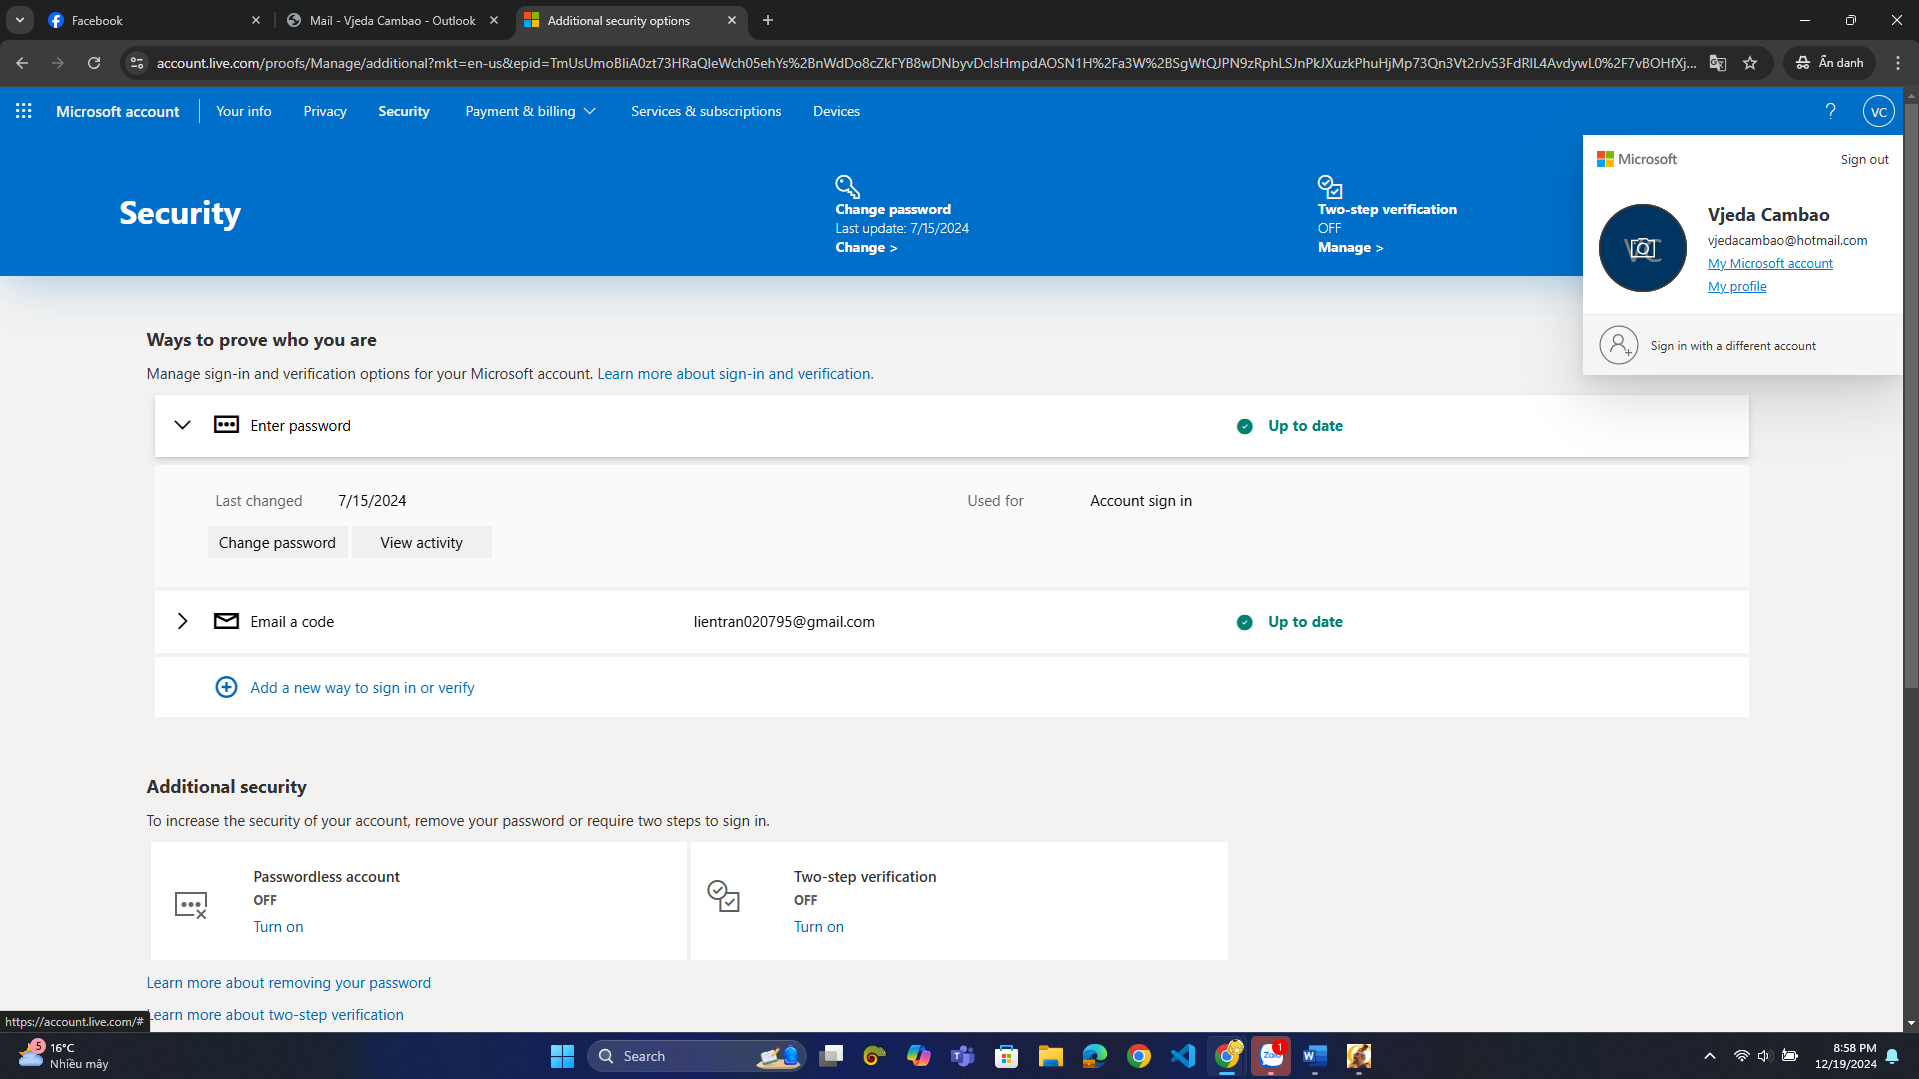 Facebook
Mail - Vjeda Cambao - Outlook
Additional security options
account.live.com/proofs/Manage/additional?mkt=en-us&epid=
Ẩn danh
Microsoft account
Your info
Privacy
Security
Payment & billing
Services & subscriptions
Devices
?
VC
Security
Change password
Last update: 7/15/2024
Change >
Two-step verification
OFF
Manage >
Microsoft
Sign out
Vjeda Cambao
vjedacambao@hotmail.com
My Microsoft account
My profile
Sign in with a different account
Ways to prove who you are
Manage sign-in and verification options for your Microsoft account. Learn more about sign-in and verification.
Enter password
Up to date
Last changed
7/15/2024
Used for
Account sign in
Change password
View activity
Email a code
lientran020795@gmail.com
Up to date
Add a new way to sign in or verify
Additional security
To increase the security of your account, remove your password or require two steps to sign in.
Passwordless account
OFF
Turn on
Two-step verification
OFF
Turn on
Learn more about removing your password
Learn more about two-step verification
https://account.live.com/#
5
16°C
Nhiều mây
Search
Zalo
1
8:58 PM
12/19/2024